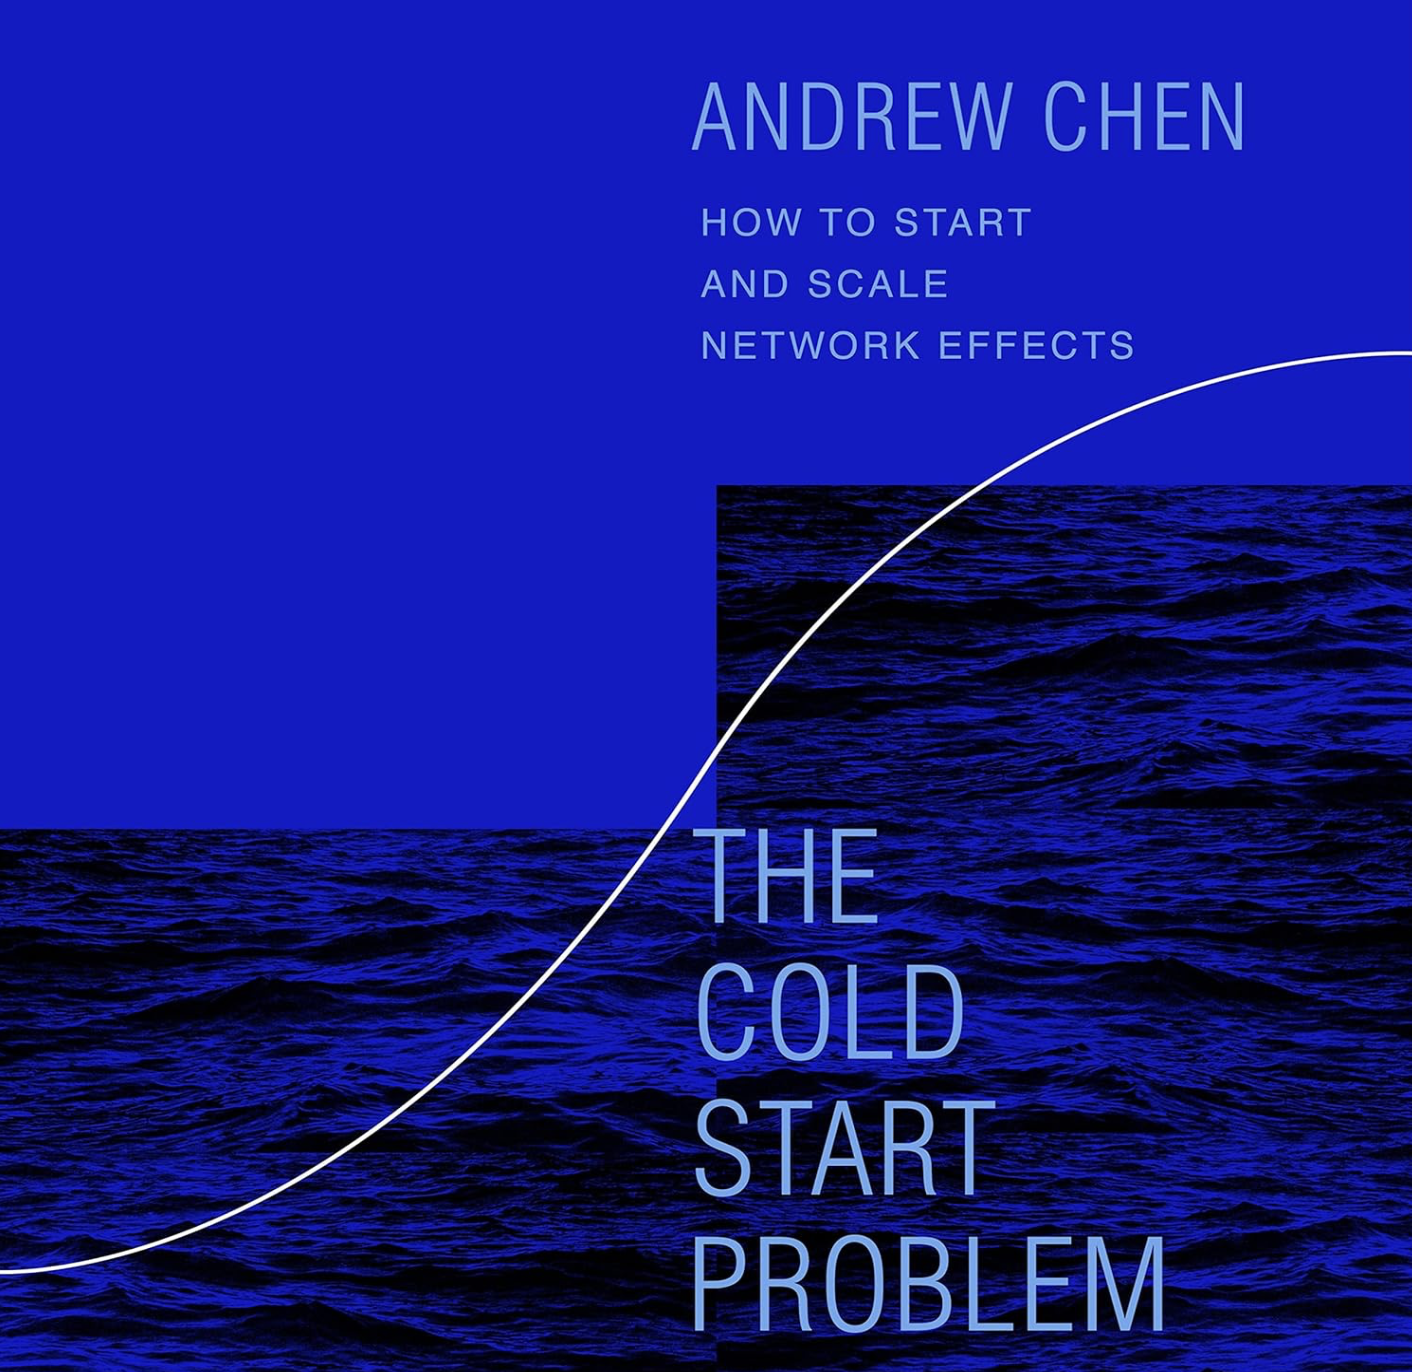 ANDREW CHEN
HOW TO START
AND SCALE
NETWORK EFFECTS
THE
COLD
START
PROBLEM